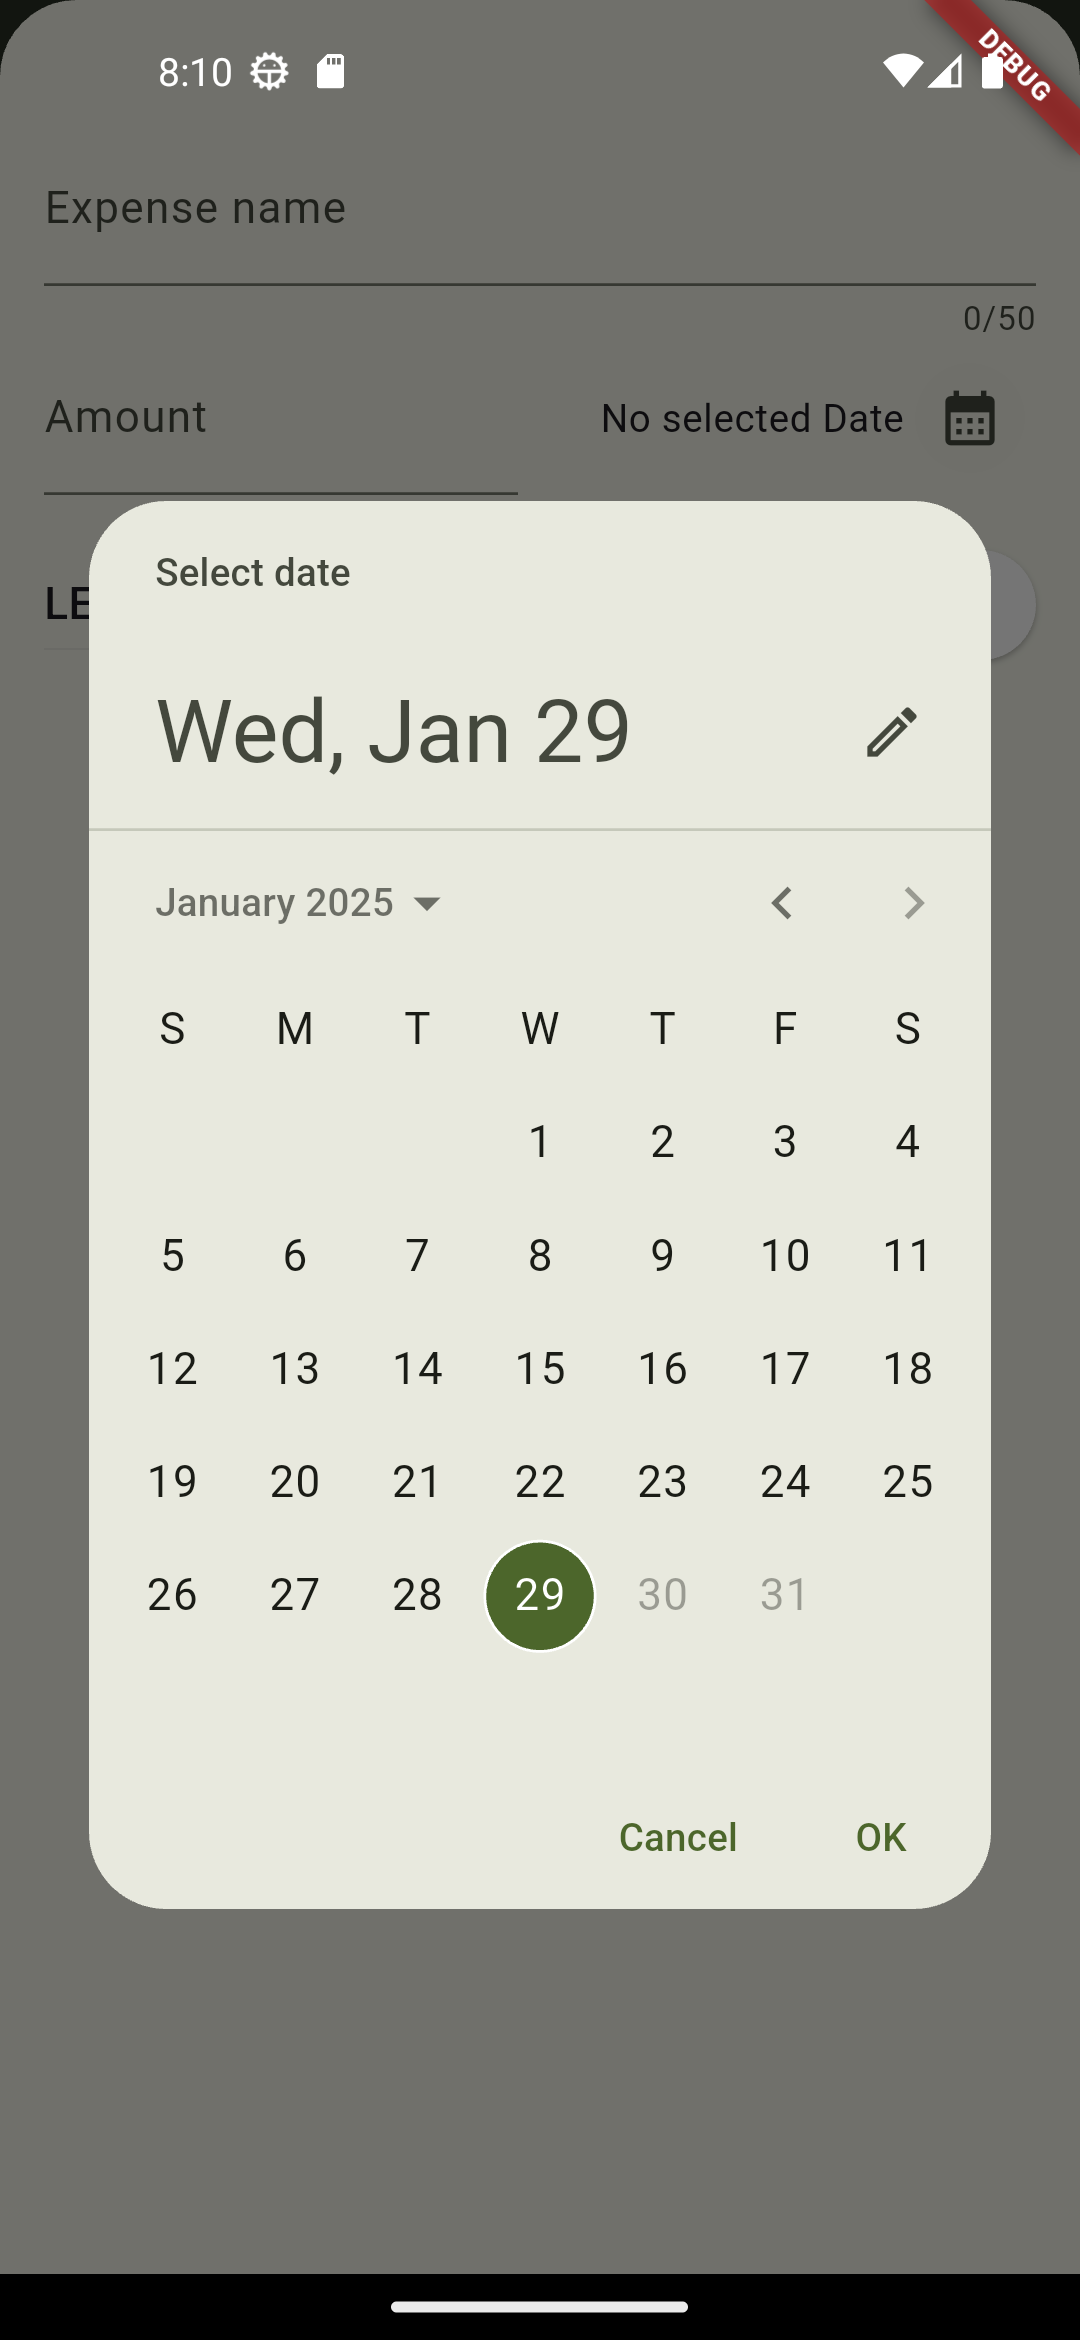 8:10
DEBUG
Expense name
0/50
Amount
No selected Date
LE
Select date
Wed, Jan 29
January 2025
S M T W T F S
1 2 3 4
5 6 7 8 9 10 11
12 13 14 15 16 17 18
19 20 21 22 23 24 25
26 27 28 29 30 31
Cancel OK